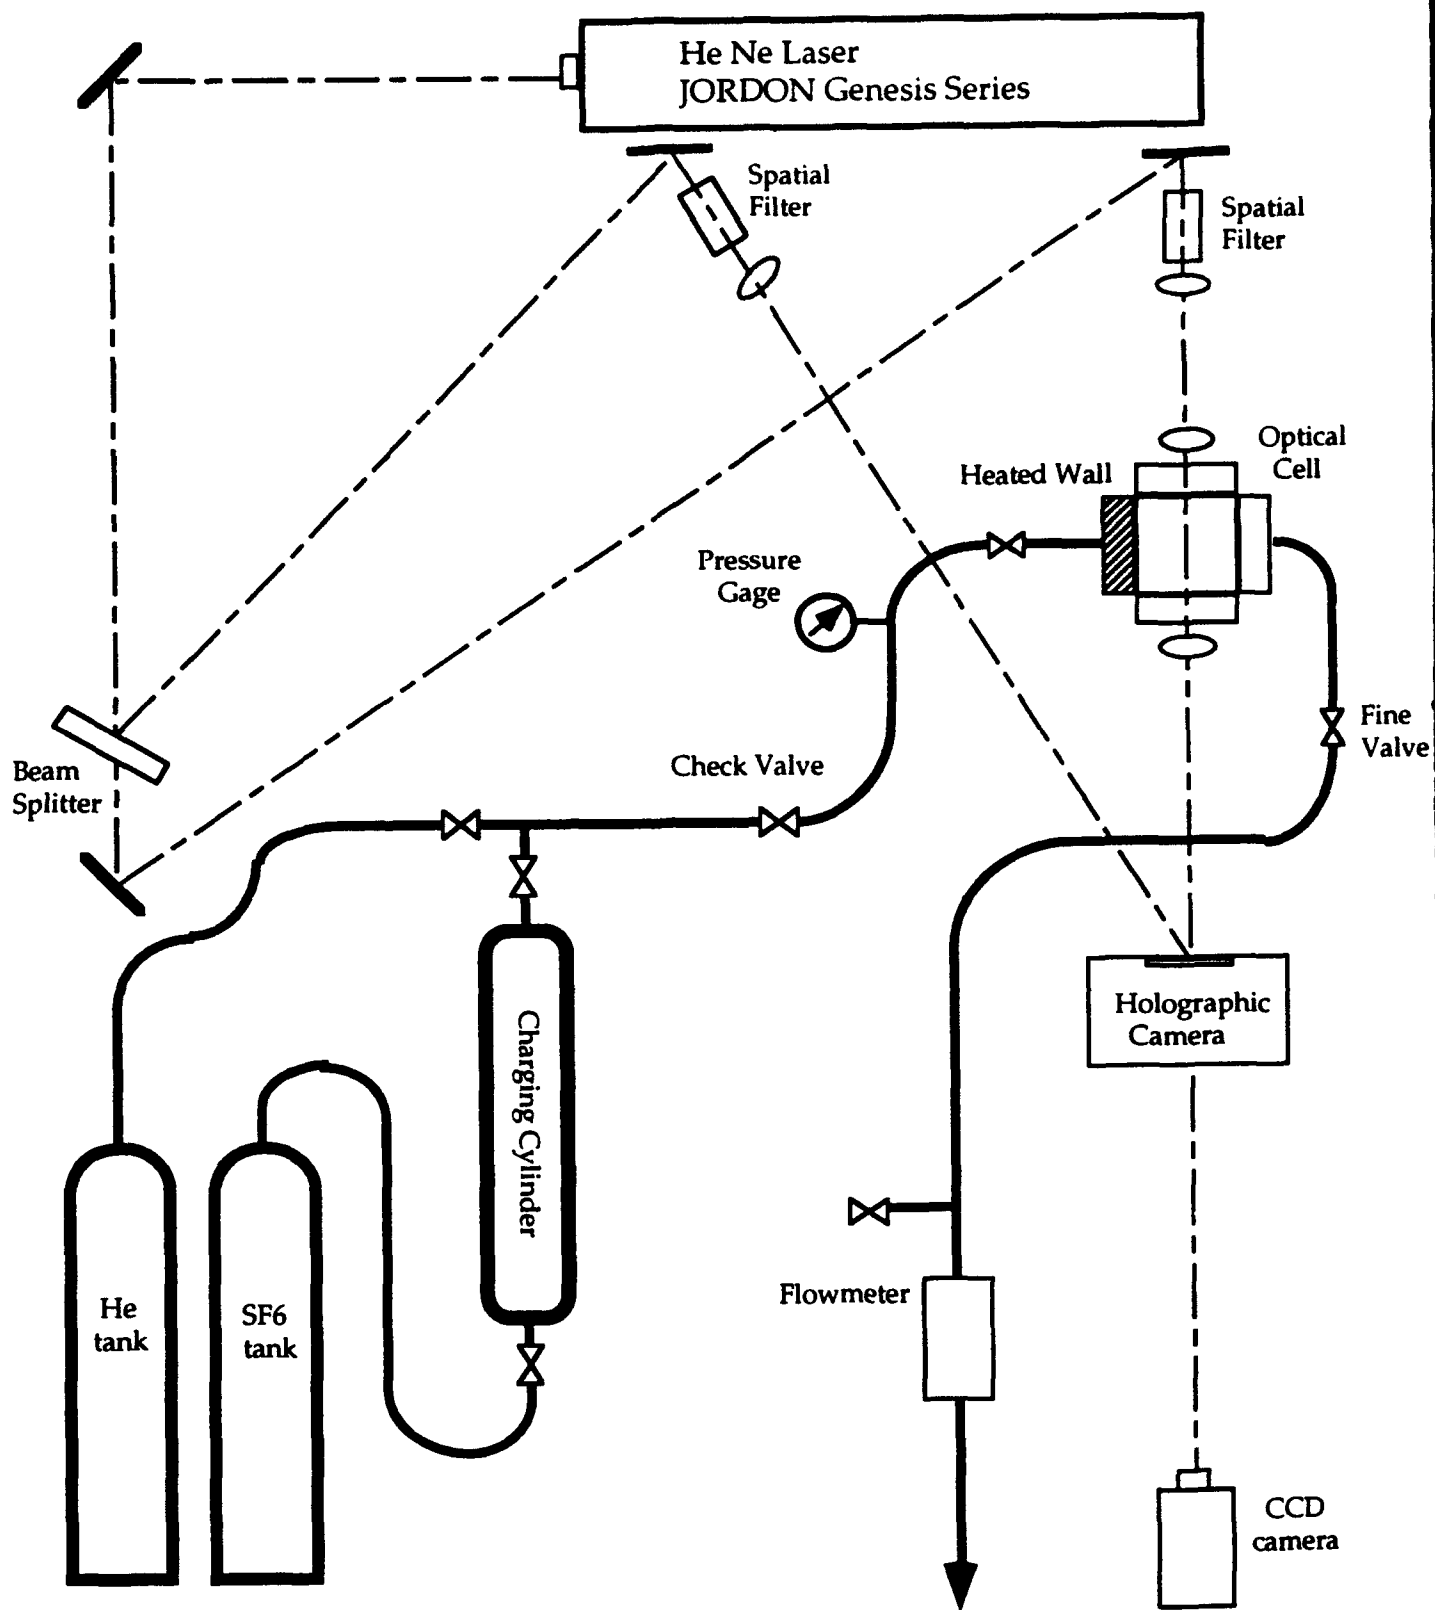 He Ne Laser
JORDON Genesis Series
Spatial
Filter
Spatial
Filter
Optical
Cell
Heated Wall
Pressure
Gage
Fine
Valve
Check Valve
Beam
Splitter
Holographic
Camera
Charging Cylinder
Flowmeter
He
tank
SF6
tank
CCD
camera